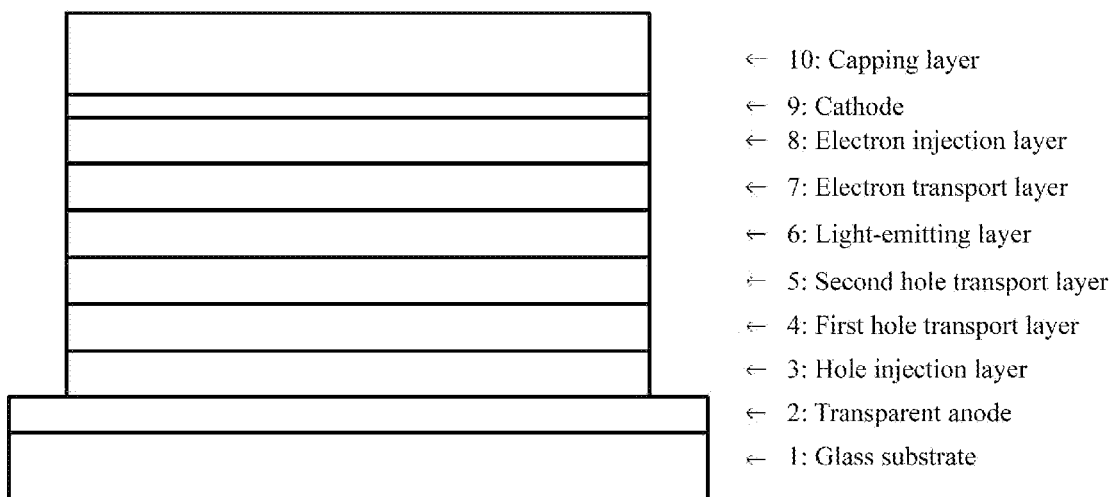 ← 10: Capping layer
← 9: Cathode
← 8: Electron injection layer
← 7: Electron transport layer
← 6: Light-emitting layer
← 5: Second hole transport layer
← 4: First hole transport layer
← 3: Hole injection layer
← 2: Transparent anode
← 1: Glass substrate